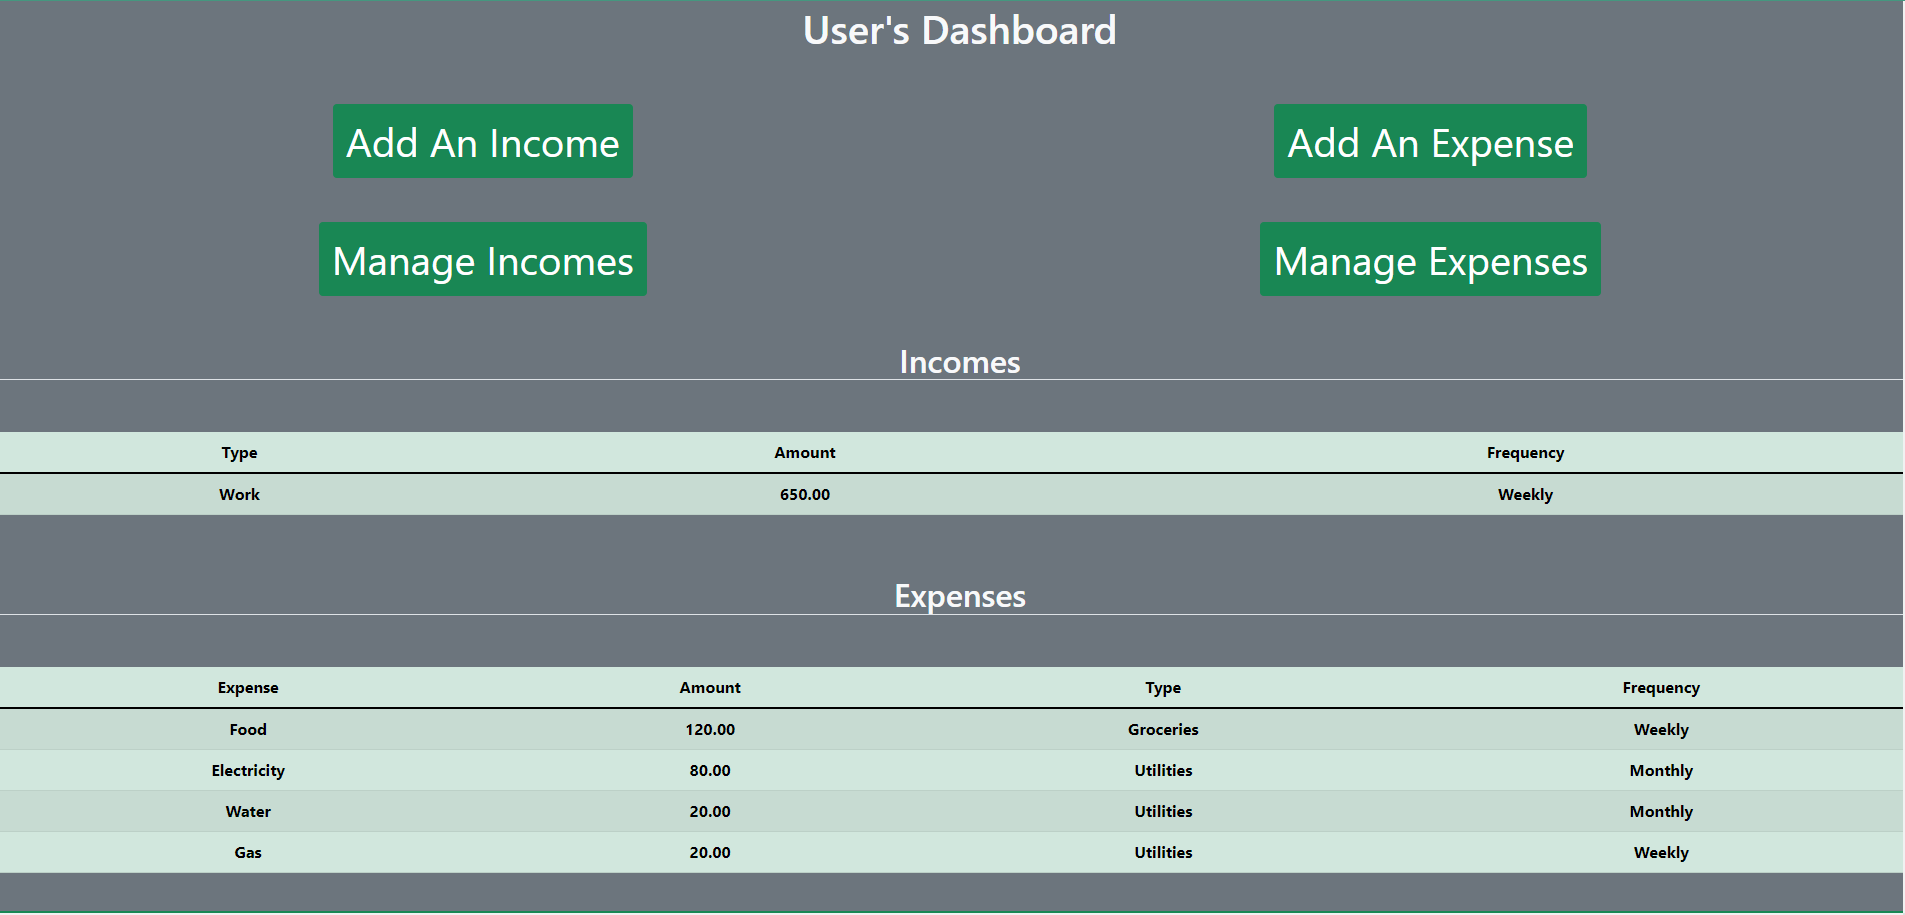 User's Dashboard
Add An Income Add An Expense
Manage Incomes Manage Expenses
Incomes
Type Amount Frequency
Work 650.00 Weekly
Expenses
Expense Amount Type Frequency
Food 120.00 Groceries Weekly
Electricity 80.00 Utilities Monthly
Water 20.00 Utilities Monthly
Gas 20.00 Utilities Weekly